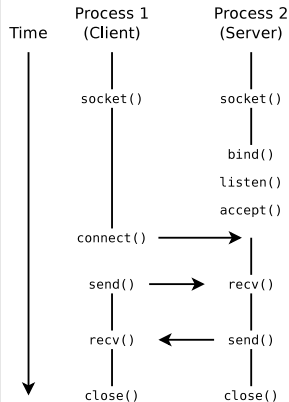 Process 1
(Client)
Process 2
(Server)
Time
socket()
socket()
bind()
listen()
accept()
connect()
send()
recv()
recv()
send()
close()
close()